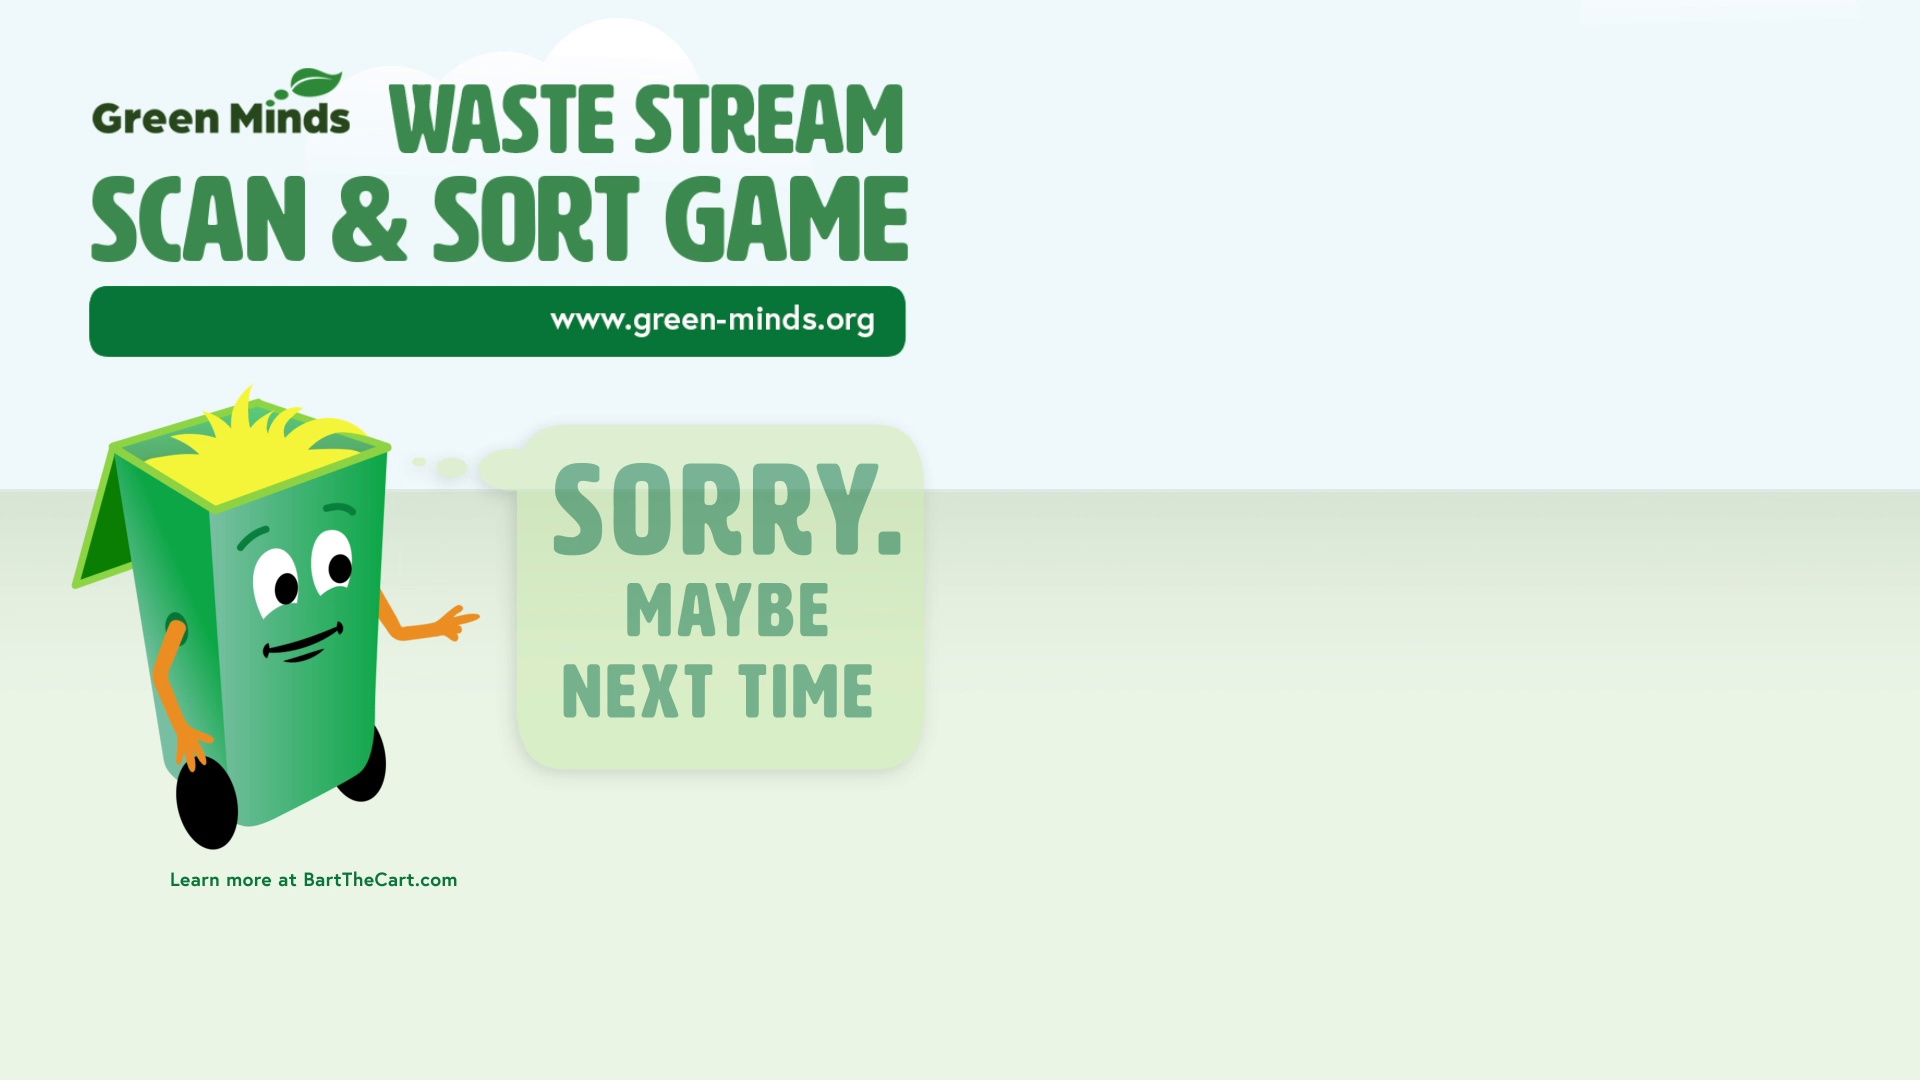 Green Minds WASTE STREAM
SCAN & SORT GAME
www.green-minds.org
SORRY.
MAYBE
NEXT TIME
Learn more at BartTheCart.com